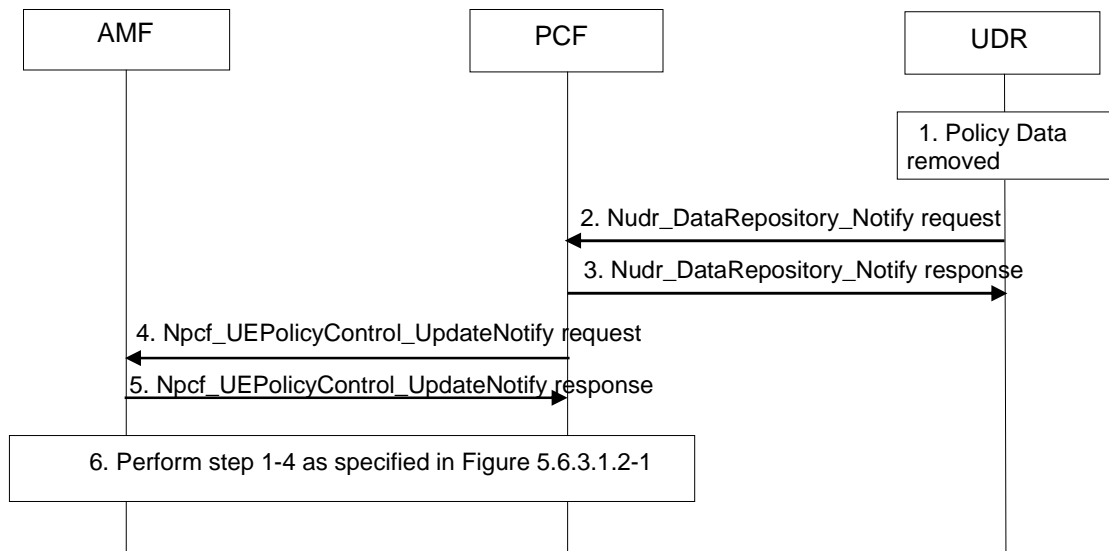 AMF
PCF
UDR
1. Policy Data
removed
2. Nudr_DataRepository_Notify request
3. Nudr_DataRepository_Notify response
4. Npcf_UEPolicyControl_UpdateNotify request
5. Npcf_UEPolicyControl_UpdateNotify response
6. Perform step 1-4 as specified in Figure 5.6.3.1.2-1